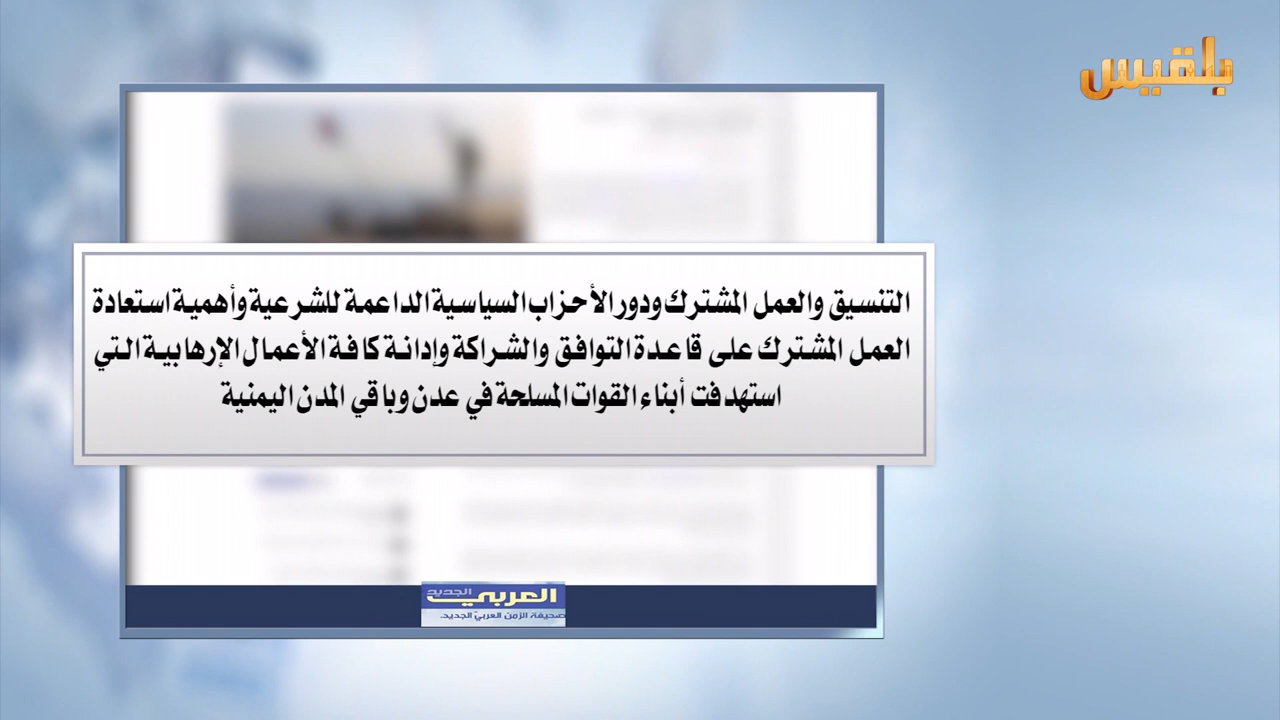 بلقيس
التنسيق والعمل المشترك ودور الأحزاب السياسية الداعمة للشرعية وأهمية استعادة
العمل المشترك على قاعدة التوافق والشراكة وإدانة كافة الأعمال الإرهابية التي
استهدفت أبناء القوات المسلحة في عدن وباقي المدن اليمنية
العربي الجديد
صحيفة الزمن العربيّ الجديد.